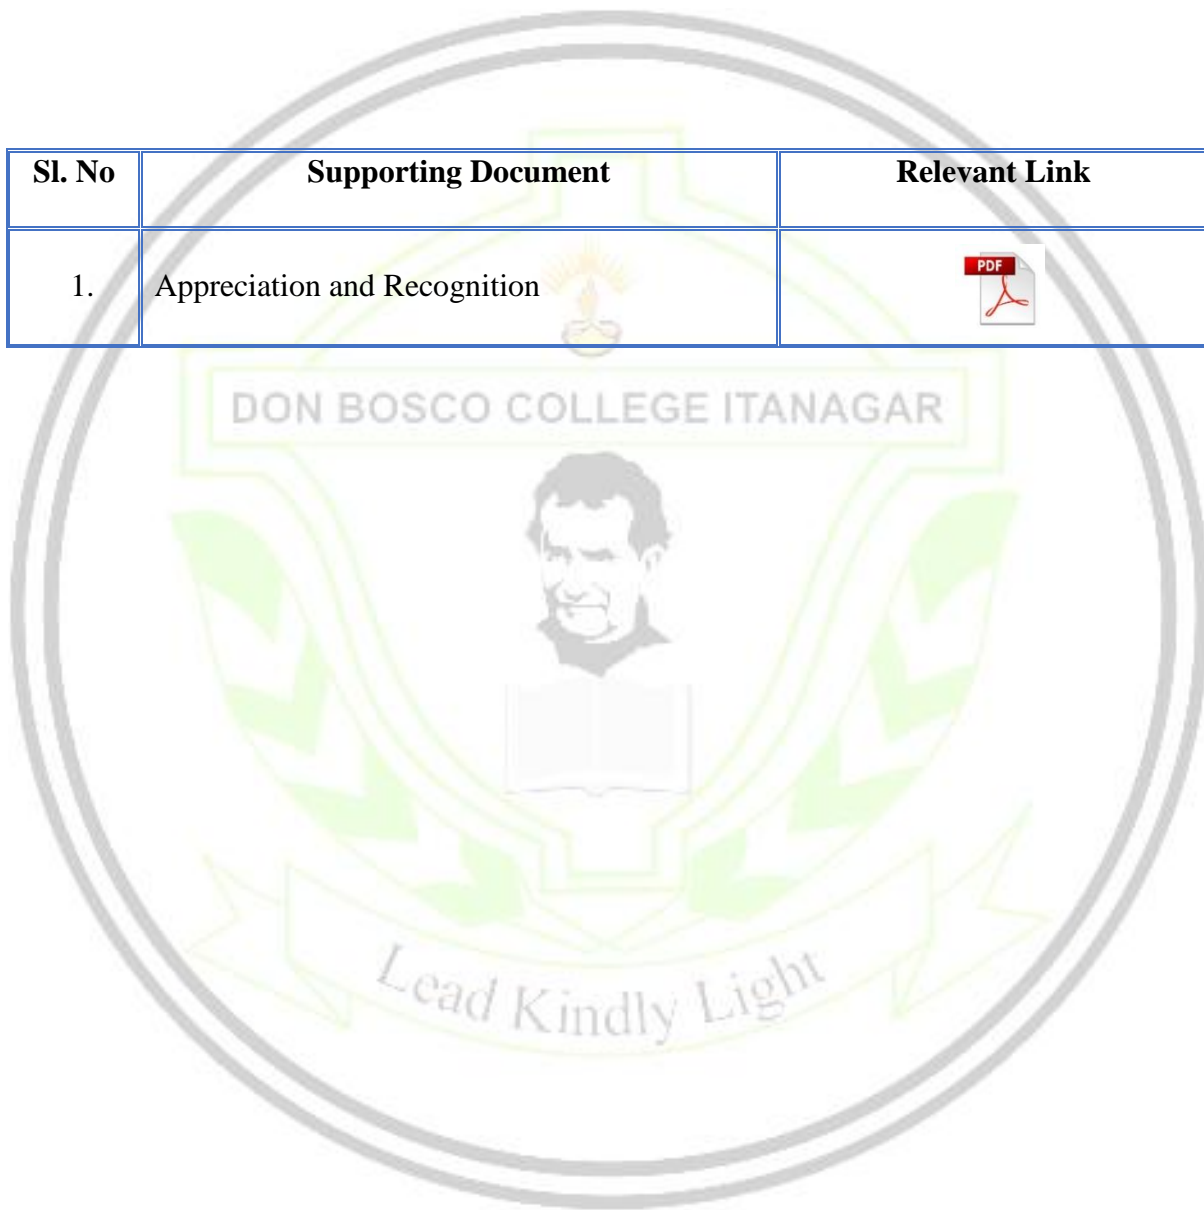 Sl. No Supporting Document Relevant Link
1. Appreciation and Recognition PDF
DON BOSCO COLLEGE ITANAGAR
Lead Kindly Light